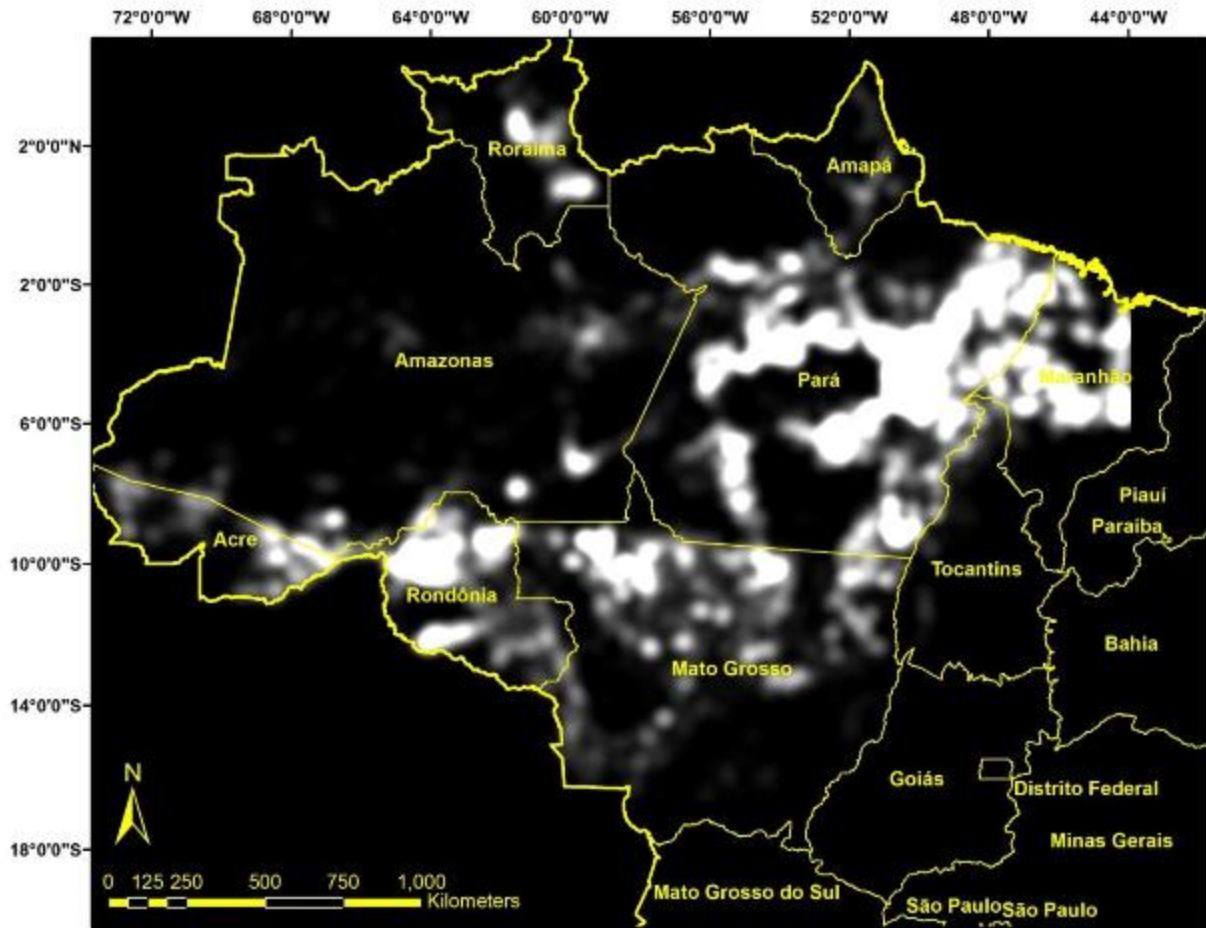 72°0'0"W 68°0'0"W 64°0'0"W 60°0'0"W 56°0'0"W 52°0'0"W 48°0'0"W 44°0'0"W
2°0'0"N
Roraima
Amapá
2°0'0"S
Amazonas
Pará
Maranhão
6°0'0"S
Piauí
Paraíba
Acre
10°0'0"S
Tocantins
Rondônia
Bahia
Mato Grosso
14°0'0"S
N
Goiás
Distrito Federal
Minas Gerais
18°0'0"S
0 125 250 500 750 1,000
Kilometers
Mato Grosso do Sul
São Paulo São Paulo